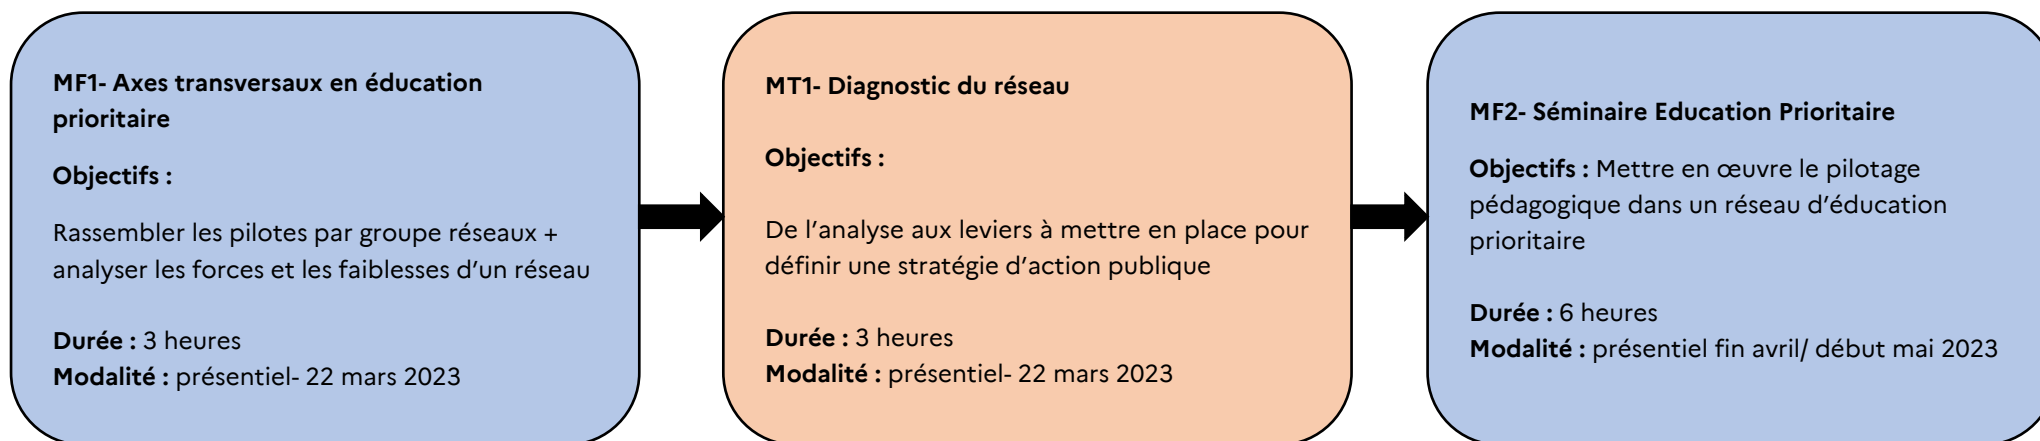 MF1- Axes transversaux en éducation
prioritaire
Objectifs :
Rassembler les pilotes par groupe réseaux +
analyser les forces et les faiblesses d’un réseau
Durée : 3 heures
Modalité : présentiel- 22 mars 2023
MT1- Diagnostic du réseau
Objectifs :
De l’analyse aux leviers à mettre en place pour
définir une stratégie d’action publique
Durée : 3 heures
Modalité : présentiel- 22 mars 2023
MF2- Séminaire Education Prioritaire
Objectifs : Mettre en œuvre le pilotage
pédagogique dans un réseau d’éducation
prioritaire
Durée : 6 heures
Modalité : présentiel fin avril/ début mai 2023